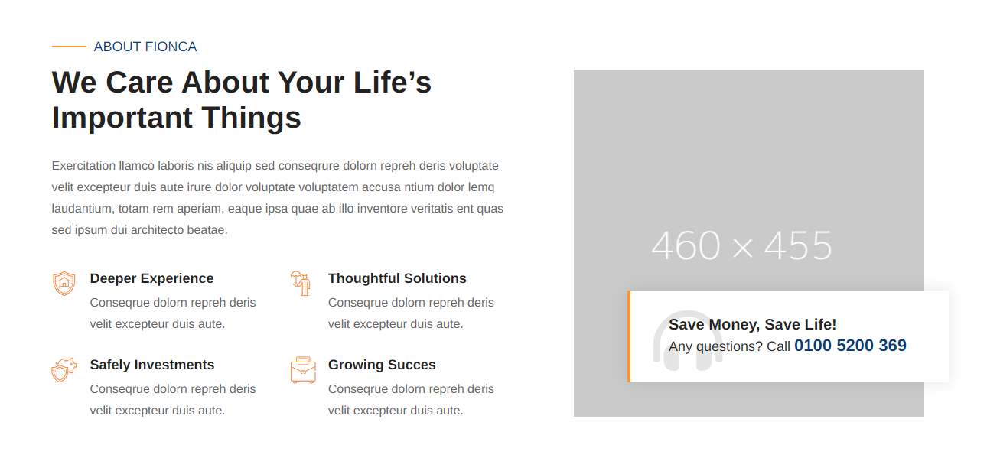 ABOUT FIONCA
We Care About Your Life’s
Important Things
Exercitation llamco laboris nis aliquip sed conseqrure dolorn repreh deris voluptate
velit excepteur duis aute irure dolor voluptate voluptatem accusa ntium dolor lemq
laudantium, totam rem aperiam, eaque ipsa quae ab illo inventore veritatis ent quas
sed ipsum dui architecto beatae.
Deeper Experience
Conseqrue dolorn repreh deris
velit excepteur duis aute.
Thoughtful Solutions
Conseqrue dolorn repreh deris
velit excepteur duis aute.
Safely Investments
Conseqrue dolorn repreh deris
velit excepteur duis aute.
Growing Succes
Conseqrue dolorn repreh deris
velit excepteur duis aute.
460 × 455
Save Money, Save Life!
Any questions? Call 0100 5200 369